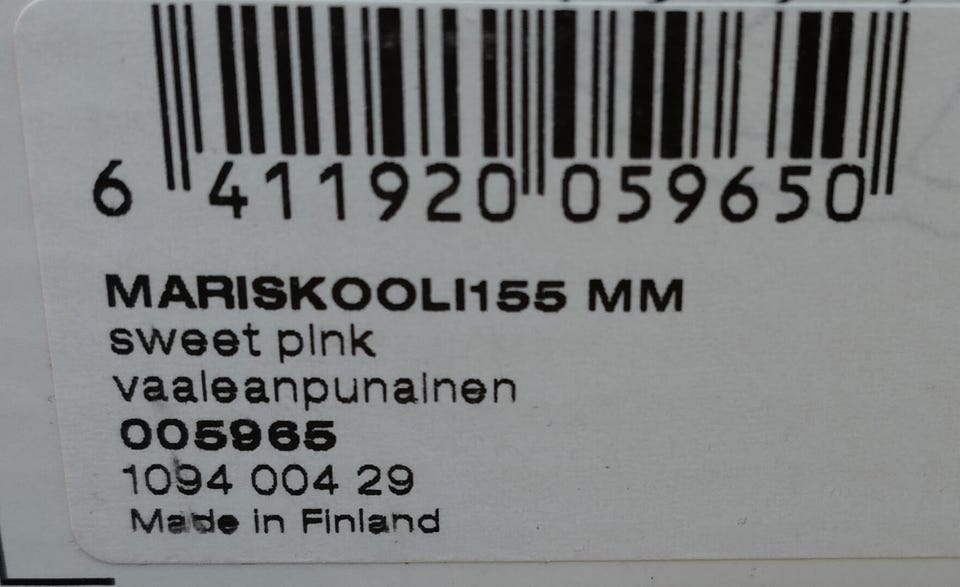 6 411920 059650
MARISKOOLI155 MM
sweet pink
vaaleanpunainen
005965
1094 004 29
Made in Finland